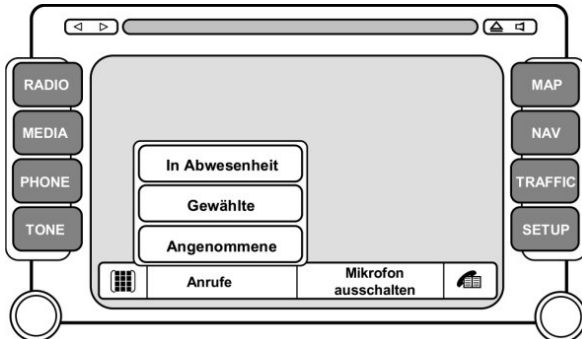 RADIO
MEDIA
PHONE
TONE
MAP
NAV
TRAFFIC
SETUP
In Abwesenheit
Gewählte
Angenommene
Anrufe
Mikrofon
ausschalten